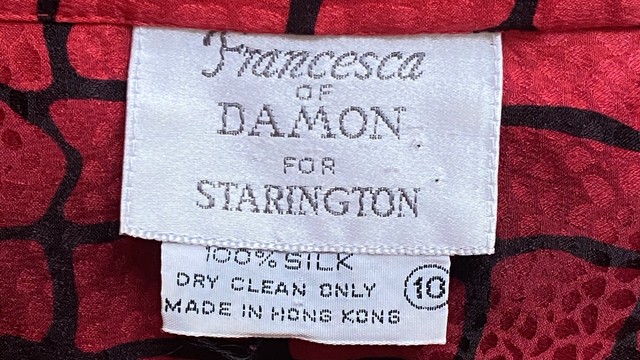 Francesca
OF
DAMON
FOR
STARINGTON
100% SILK
DRY CLEAN ONLY 10
MADE IN HONG KONG